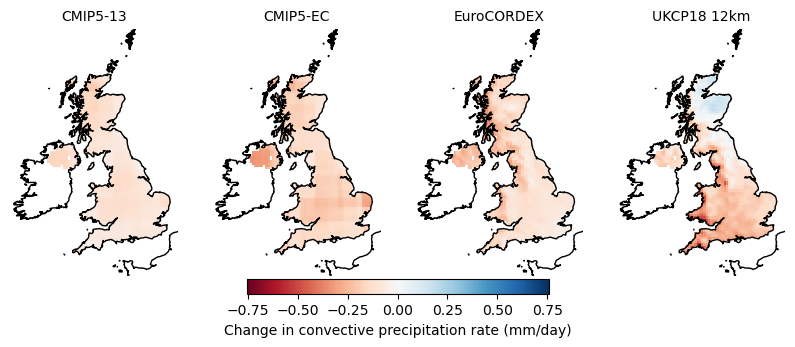 CMIP5-13
CMIP5-EC
EuroCORDEX
UKCP18 12km
−0.75 −0.50 −0.25 0.00 0.25 0.50 0.75
Change in convective precipitation rate (mm/day)